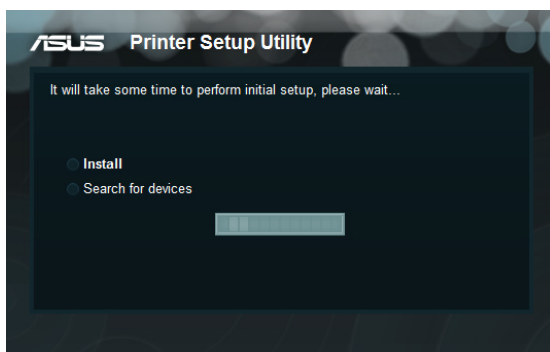 ASUS Printer Setup Utility
It will take some time to perform initial setup, please wait...
Install
Search for devices